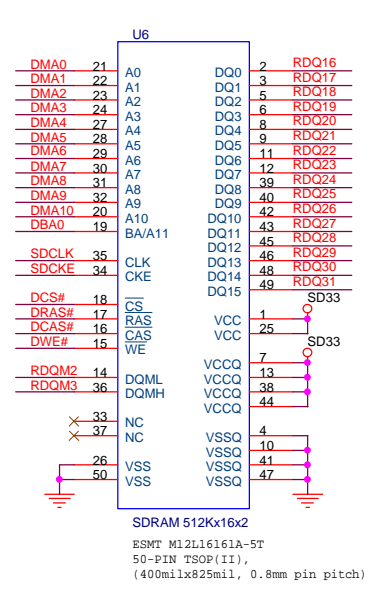 U6
DMA0 21 A0 DQ0 2 RDQ16
DMA1 22 A1 DQ1 3 RDQ17
DMA2 23 A2 DQ2 5 RDQ18
DMA3 24 A3 DQ3 6 RDQ19
DMA4 27 A4 DQ4 8 RDQ20
DMA5 28 A5 DQ5 9 RDQ21
DMA6 29 A6 DQ6 11 RDQ22
DMA7 30 A7 DQ7 12 RDQ23
DMA8 31 A8 DQ8 39 RDQ24
DMA9 32 A9 DQ9 40 RDQ25
DMA10 20 A10 DQ10 42 RDQ26
DBA0 19 BA/A11 DQ11 43 RDQ27
DQ12 45 RDQ28
SDCLK 35 CLK DQ13 46 RDQ29
SDCKE 34 CKE DQ14 48 RDQ30
DQ15 49 RDQ31
SD33
DCS# 18 CS
DRAS# 17 RAS VCC 1
DCAS# 16 CAS VCC 25
DWE# 15 WE
SD33
VCCQ 7
RDQM2 14 DQML VCCQ 13
RDQM3 36 DQMH VCCQ 38
VCCQ 44
33 NC
37 NC VSSQ 4
VSSQ 10
26 VSS VSSQ 41
50 VSS VSSQ 47
SDRAM 512Kx16x2
ESMT M12L16161A-5T
50-PIN TSOP(II),
(400milx825mil, 0.8mm pin pitch)